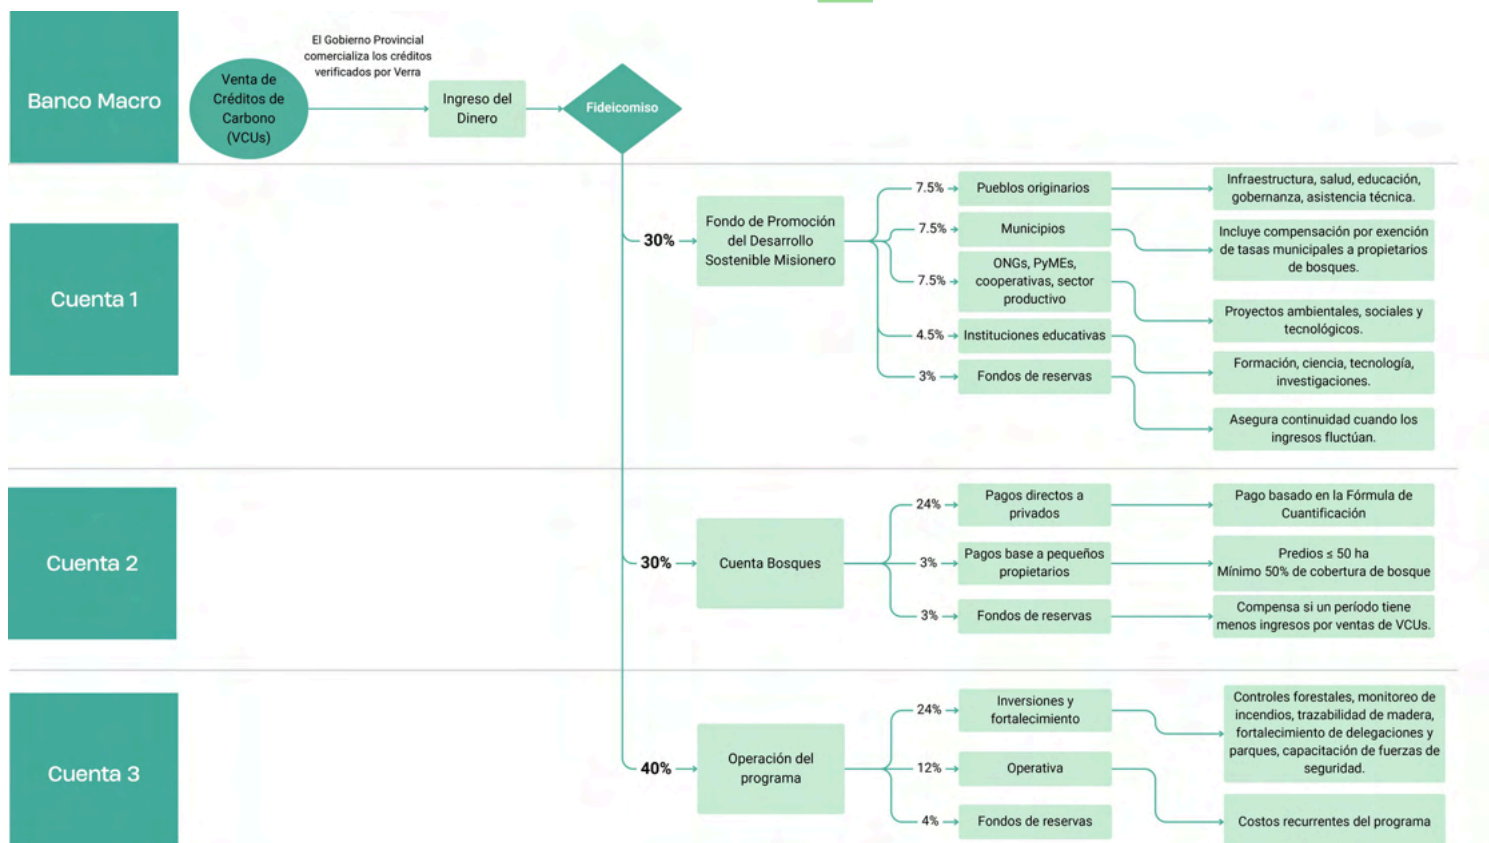 Banco Macro
Venta de
Créditos de
Carbono
(VCUs)
El Gobierno Provincial
comercializa los créditos
verificados por Verra
Ingreso del
Dinero
Fideicomiso
Cuenta 1
30%
Fondo de Promoción
del Desarrollo
Sostenible Misionero
7.5%
Pueblos originarios
Infraestructura, salud, educación,
gobernanza, asistencia técnica.
7.5%
Municipios
Incluye compensación por exención
de tasas municipales a propietarios
de bosques.
7.5%
ONGs, PyMEs,
cooperativas, sector
productivo
Proyectos ambientales, sociales y
tecnológicos.
4.5%
Instituciones educativas
Formación, ciencia, tecnología,
investigaciones.
3%
Fondos de reservas
Asegura continuidad cuando los
ingresos fluctúan.
Cuenta 2
30%
Cuenta Bosques
24%
Pagos directos a
privados
Pago basado en la Fórmula de
Cuantificación
3%
Pagos base a pequeños
propietarios
Predios ≤ 50 ha
Mínimo 50% de cobertura de bosque
3%
Fondos de reservas
Compensa si un período tiene
menos ingresos por ventas de VCUs.
Cuenta 3
40%
Operación del
programa
24%
Inversiones y
fortalecimiento
Controles forestales, monitoreo de
incendios, trazabilidad de madera,
fortalecimiento de delegaciones y
parques, capacitación de fuerzas de
seguridad.
12%
Operativa
Costos recurrentes del programa
4%
Fondos de reservas